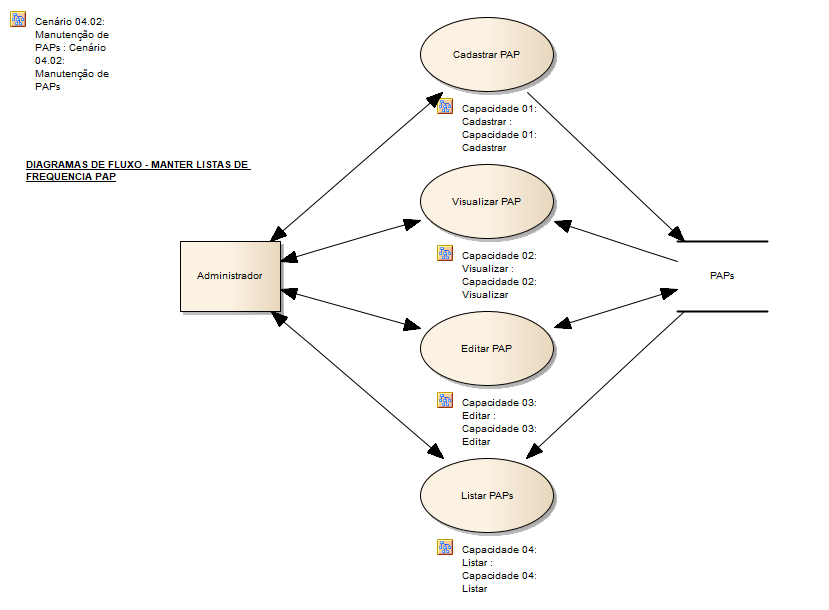 Cenário 04.02:
Manutenção de
PAPs : Cenário
04.02:
Manutenção de
PAPs
DIAGRAMAS DE FLUXO - MANTER LISTAS DE
FREQUENCIA PAP
Cadastrar PAP
Capacidade 01:
Cadastrar :
Capacidade 01:
Cadastrar
Visualizar PAP
Capacidade 02:
Visualizar :
Capacidade 02:
Visualizar
Administrador
PAPs
Editar PAP
Capacidade 03:
Editar :
Capacidade 03:
Editar
Listar PAPs
Capacidade 04:
Listar :
Capacidade 04:
Listar